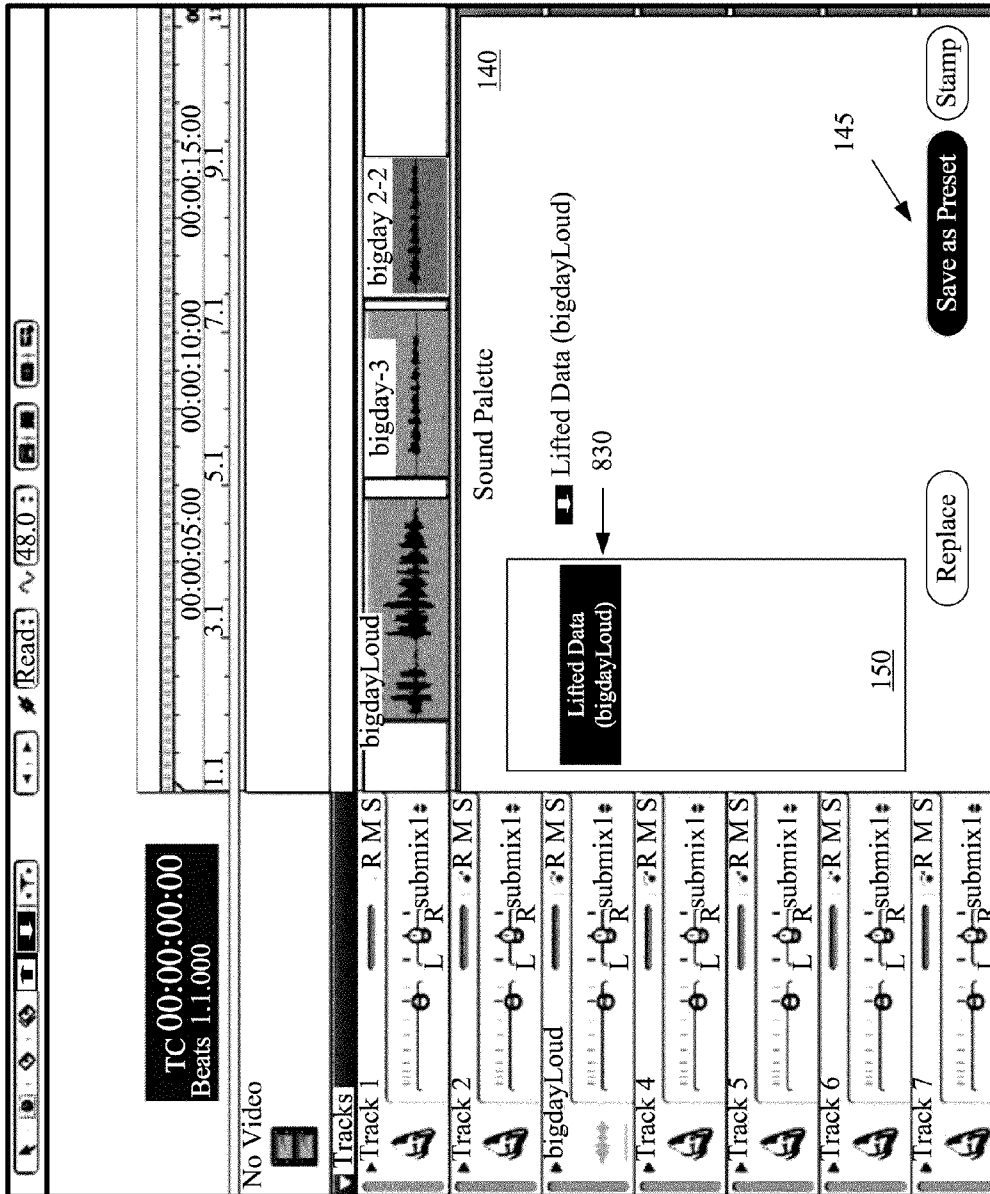 Read
48.0
TC 00:00:00:00
Beats 1.1.000
00:00:05:00
00:00:10:00
00:00:15:00
1.1
3.1
5.1
7.1
9.1
No Video
Tracks
Track 1
R M S
L R
submix1
bigdayLoud
bigday-3
bigday 2-2
Track 2
R M S
L R
submix1
bigdayLoud
R M S
L R
submix1
Track 4
R M S
L R
submix1
Track 5
R M S
L R
submix1
Track 6
R M S
L R
submix1
Track 7
R M S
L R
submix1
Sound Palette
140
Lifted Data (bigdayLoud)
830
Lifted Data
(bigdayLoud)
150
145
Replace
Save as Preset
Stamp